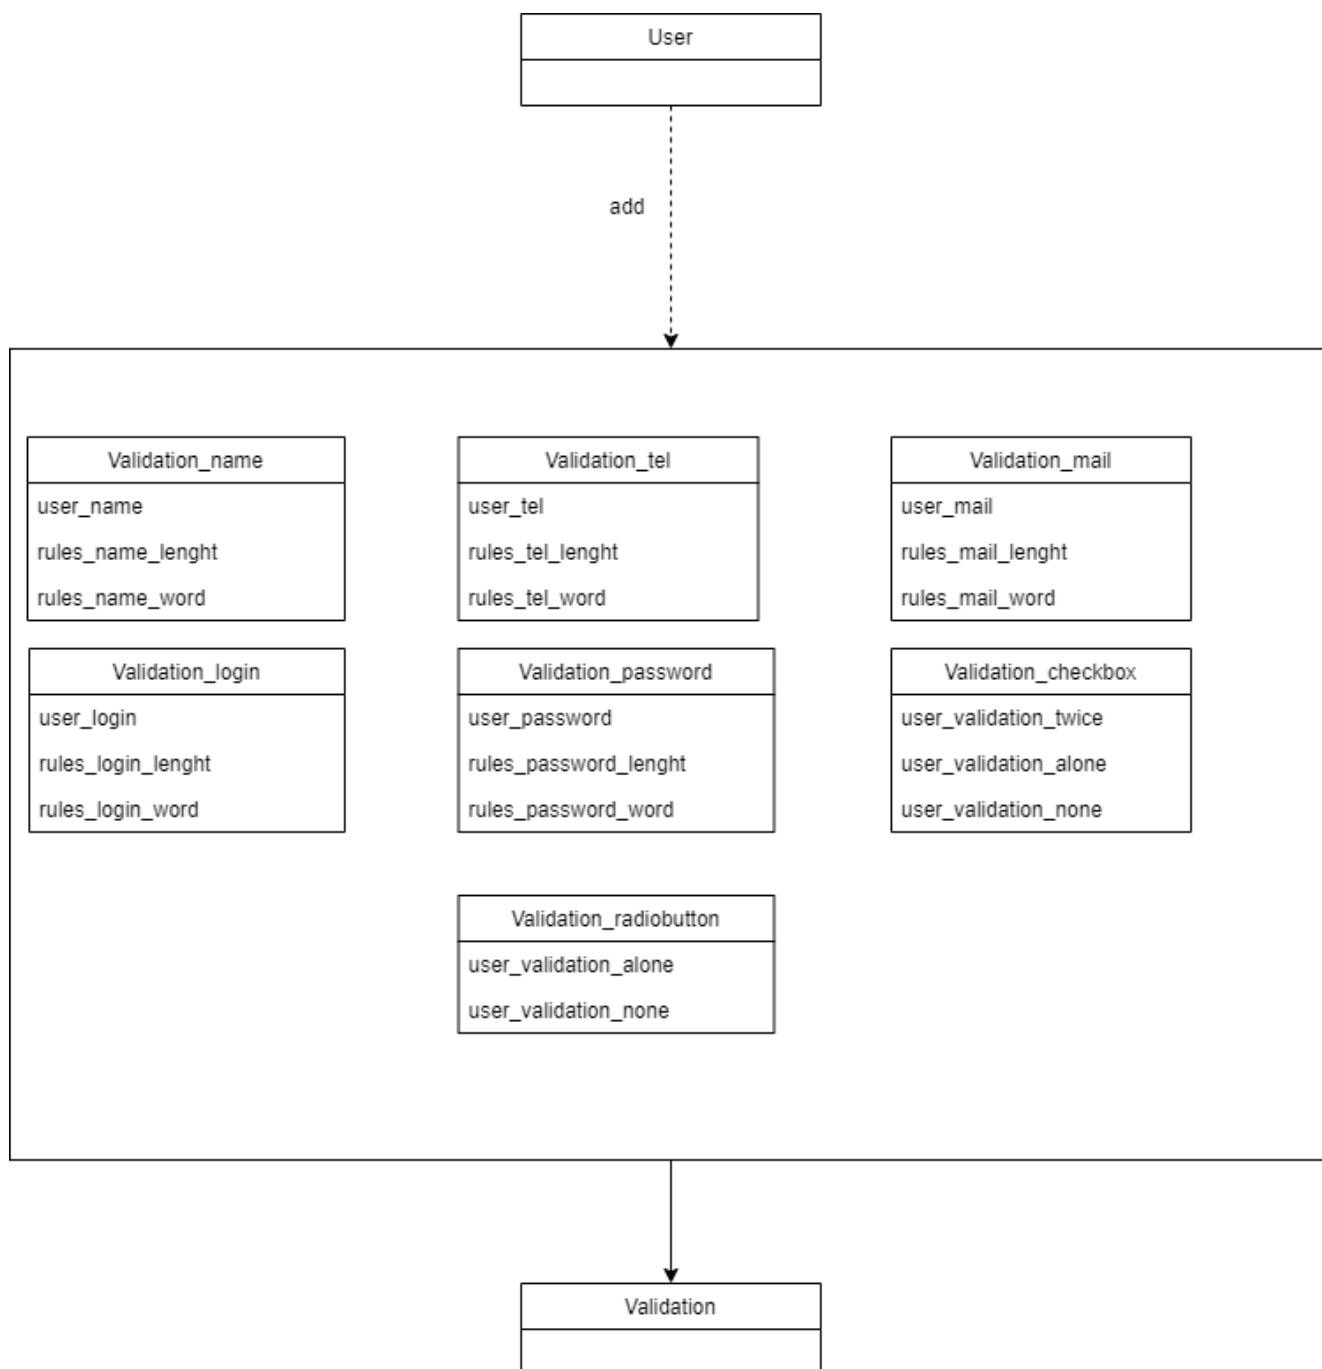 User
add
Validation_name
user_name
rules_name_lenght
rules_name_word
Validation_tel
user_tel
rules_tel_lenght
rules_tel_word
Validation_mail
user_mail
rules_mail_lenght
rules_mail_word
Validation_login
user_login
rules_login_lenght
rules_login_word
Validation_password
user_password
rules_password_lenght
rules_password_word
Validation_checkbox
user_validation_twice
user_validation_alone
user_validation_none
Validation_radiobutton
user_validation_alone
user_validation_none
Validation